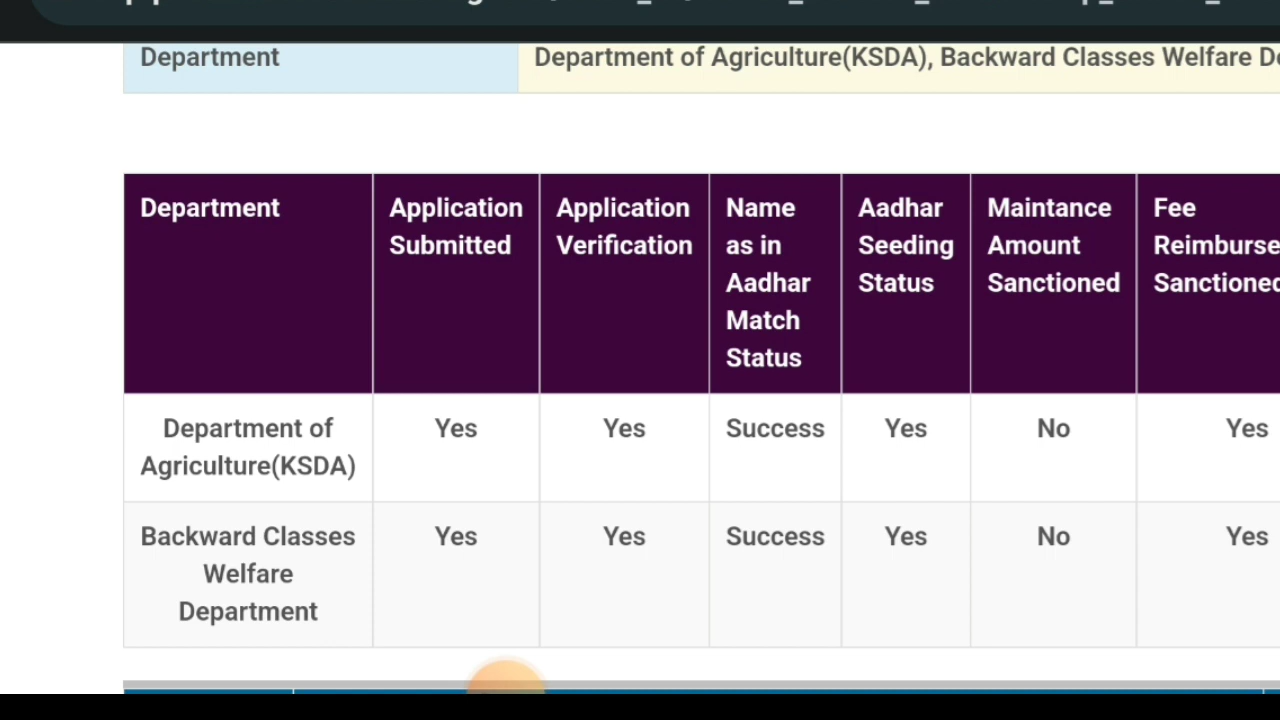 Department
Department of Agriculture(KSDA), Backward Classes Welfare
Department
Application
Submitted
Application
Verification
Name
as in
Aadhar
Match
Status
Aadhar
Seeding
Status
Maintance
Amount
Sanctioned
Fee
Reimburse
Sanctioned
Department of
Agriculture(KSDA)
Yes
Yes
Success
Yes
No
Yes
Backward Classes
Welfare
Department
Yes
Yes
Success
Yes
No
Yes